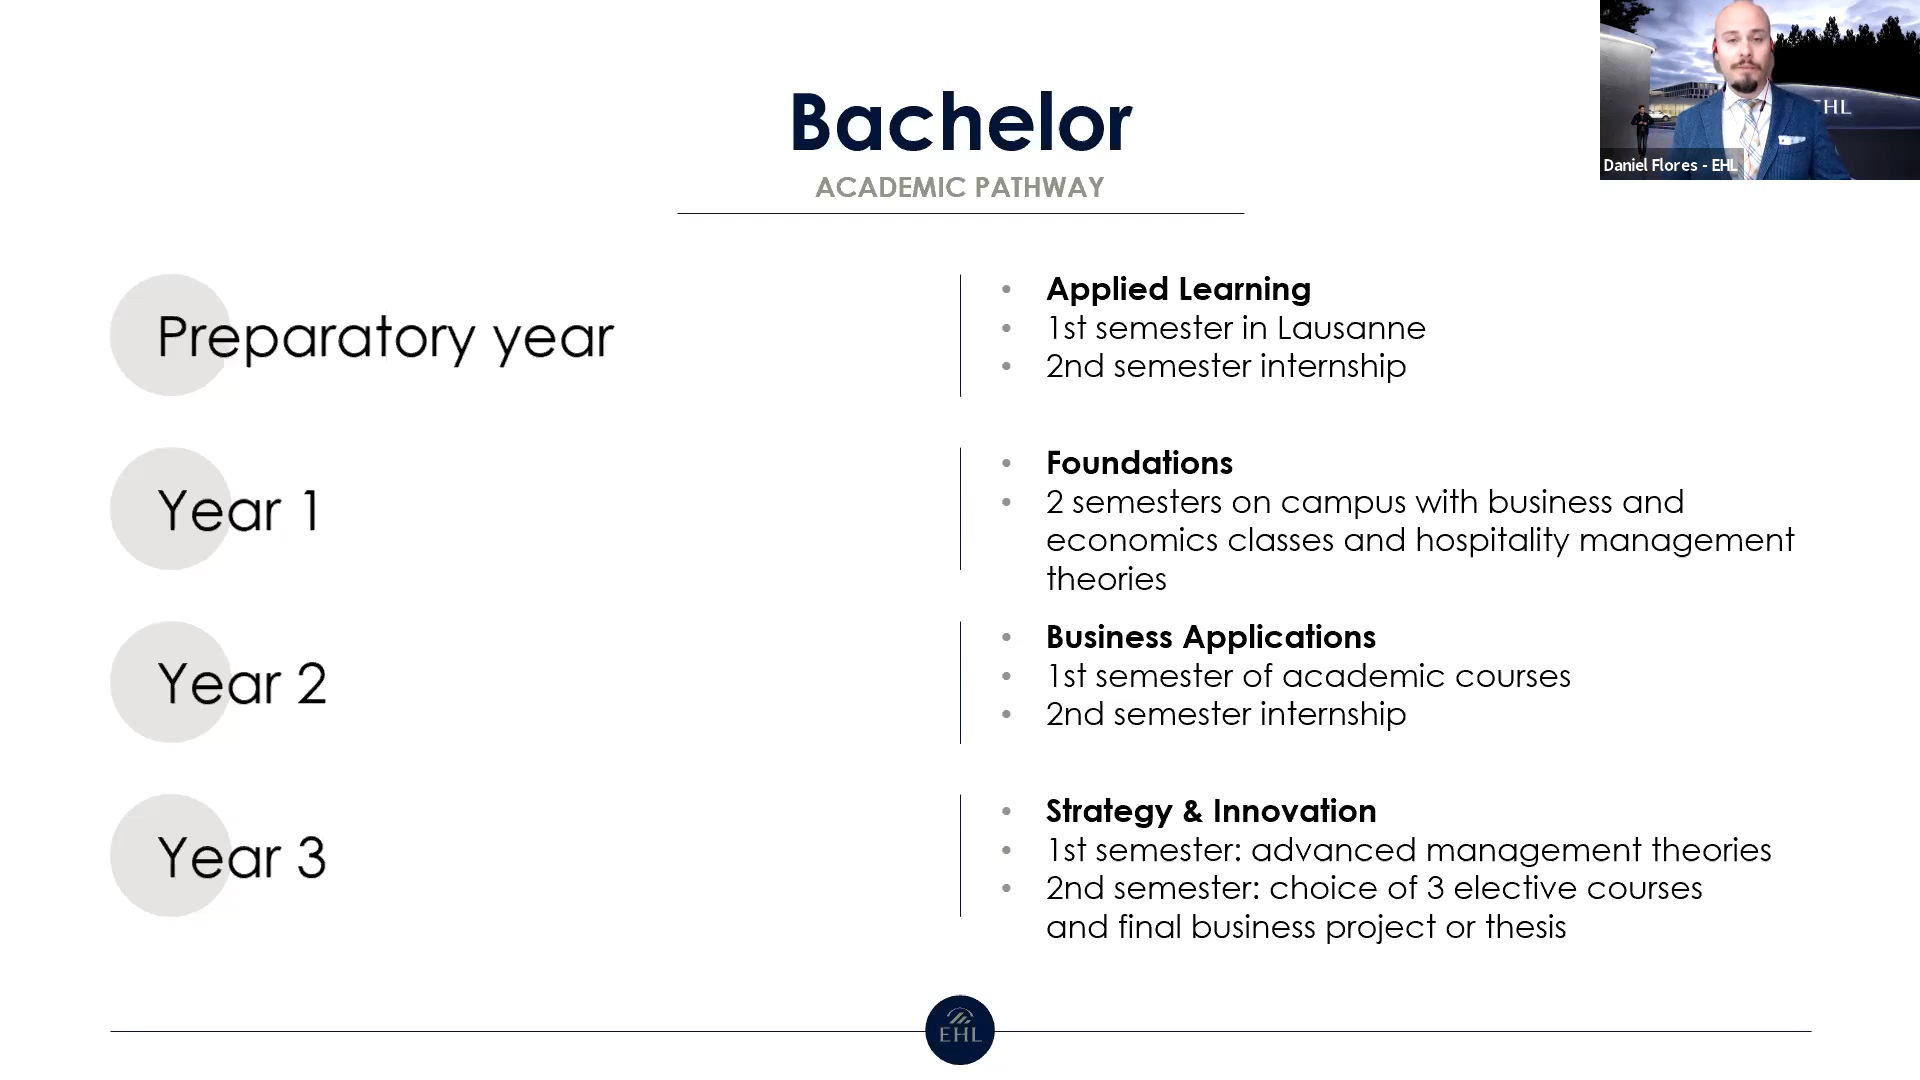 Bachelor
ACADEMIC PATHWAY
EHL
Daniel Flores - EHL
Preparatory year
• Applied Learning
• 1st semester in Lausanne
• 2nd semester internship
Year 1
• Foundations
• 2 semesters on campus with business and
economics classes and hospitality management
theories
Year 2
• Business Applications
• 1st semester of academic courses
• 2nd semester internship
Year 3
• Strategy & Innovation
• 1st semester: advanced management theories
• 2nd semester: choice of 3 elective courses
and final business project or thesis
EHL